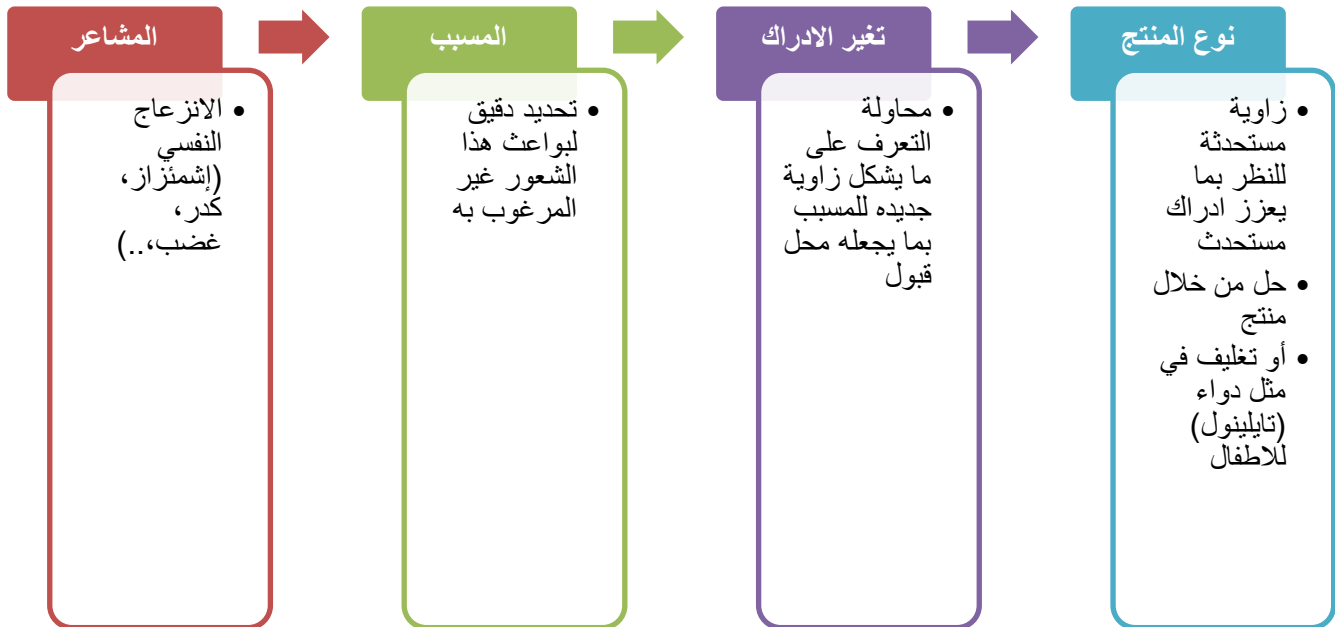 المشاعر
• الانزعاج
النفسي
(إشمئزاز،
كدر،
غضب،..)
المسبب
• تحديد دقيق
لبواعث هذا
الشعور غير
المرغوب به
تغير الادراك
• محاولة
التعرف على
ما يشكل زاوية
جديده للمسبب
بما يجعله محل
قبول
نوع المنتج
• زاوية
مستحدثة
للنظر بما
يعزز ادراك
مستحدث
• حل من خلال
منتج
• أو تغليف في
مثل دواء
(تايلينول)
للاطفال